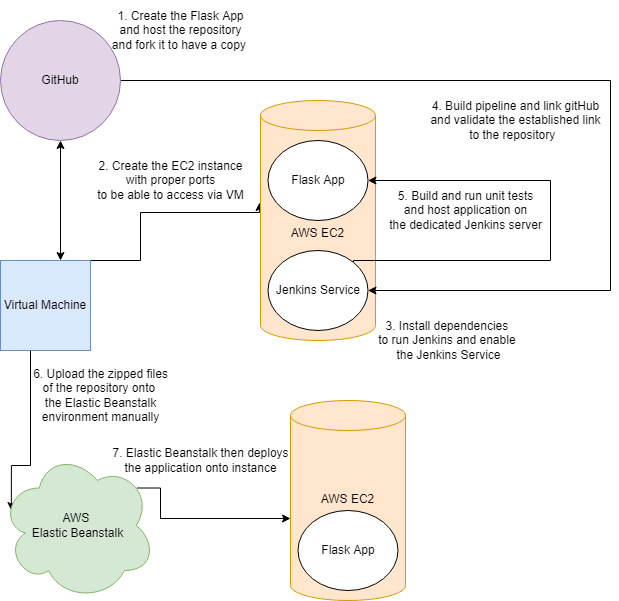 1. Create the Flask App
and host the repository
and fork it to have a copy
GitHub
4. Build pipeline and link gitHub
and validate the established link
to the repository
2. Create the EC2 instance
with proper ports
to be able to access via VM
Flask App
5. Build and run unit tests
and host application on
the dedicated Jenkins server
AWS EC2
Jenkins Service
Virtual Machine
3. Install dependencies
to run Jenkins and enable
the Jenkins Service
6. Upload the zipped files
of the repository onto
the Elastic Beanstalk
environment manually
7. Elastic Beanstalk then deploys
the application onto instance
AWS EC2
AWS
Elastic Beanstalk
Flask App